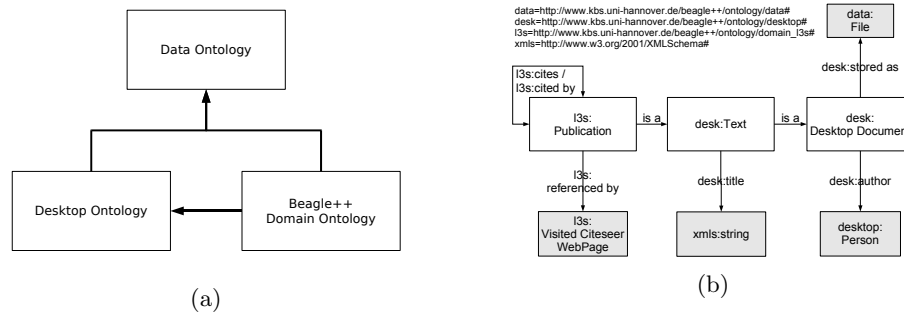 Data Ontology
Desktop Ontology
Beagle++
Domain Ontology
(a)
data=http://www.kbs.uni-hannover.de/beagle++/ontology/data#
desk=http://www.kbs.uni-hannover.de/beagle++/ontology/desktop#
l3s=http://www.kbs.uni-hannover.de/beagle++/ontology/domain_l3s#
xmls=http://www.w3.org/2001/XMLSchema#
data:
File
desk:stored as
l3s:cites /
l3s:cited by
l3s:
Publication
is a
desk:Text
is a
desk:
Desktop Documen
l3s:
referenced by
desk:title
desk:author
l3s:
Visited Citeseer
WebPage
xmls:string
desktop:
Person
(b)